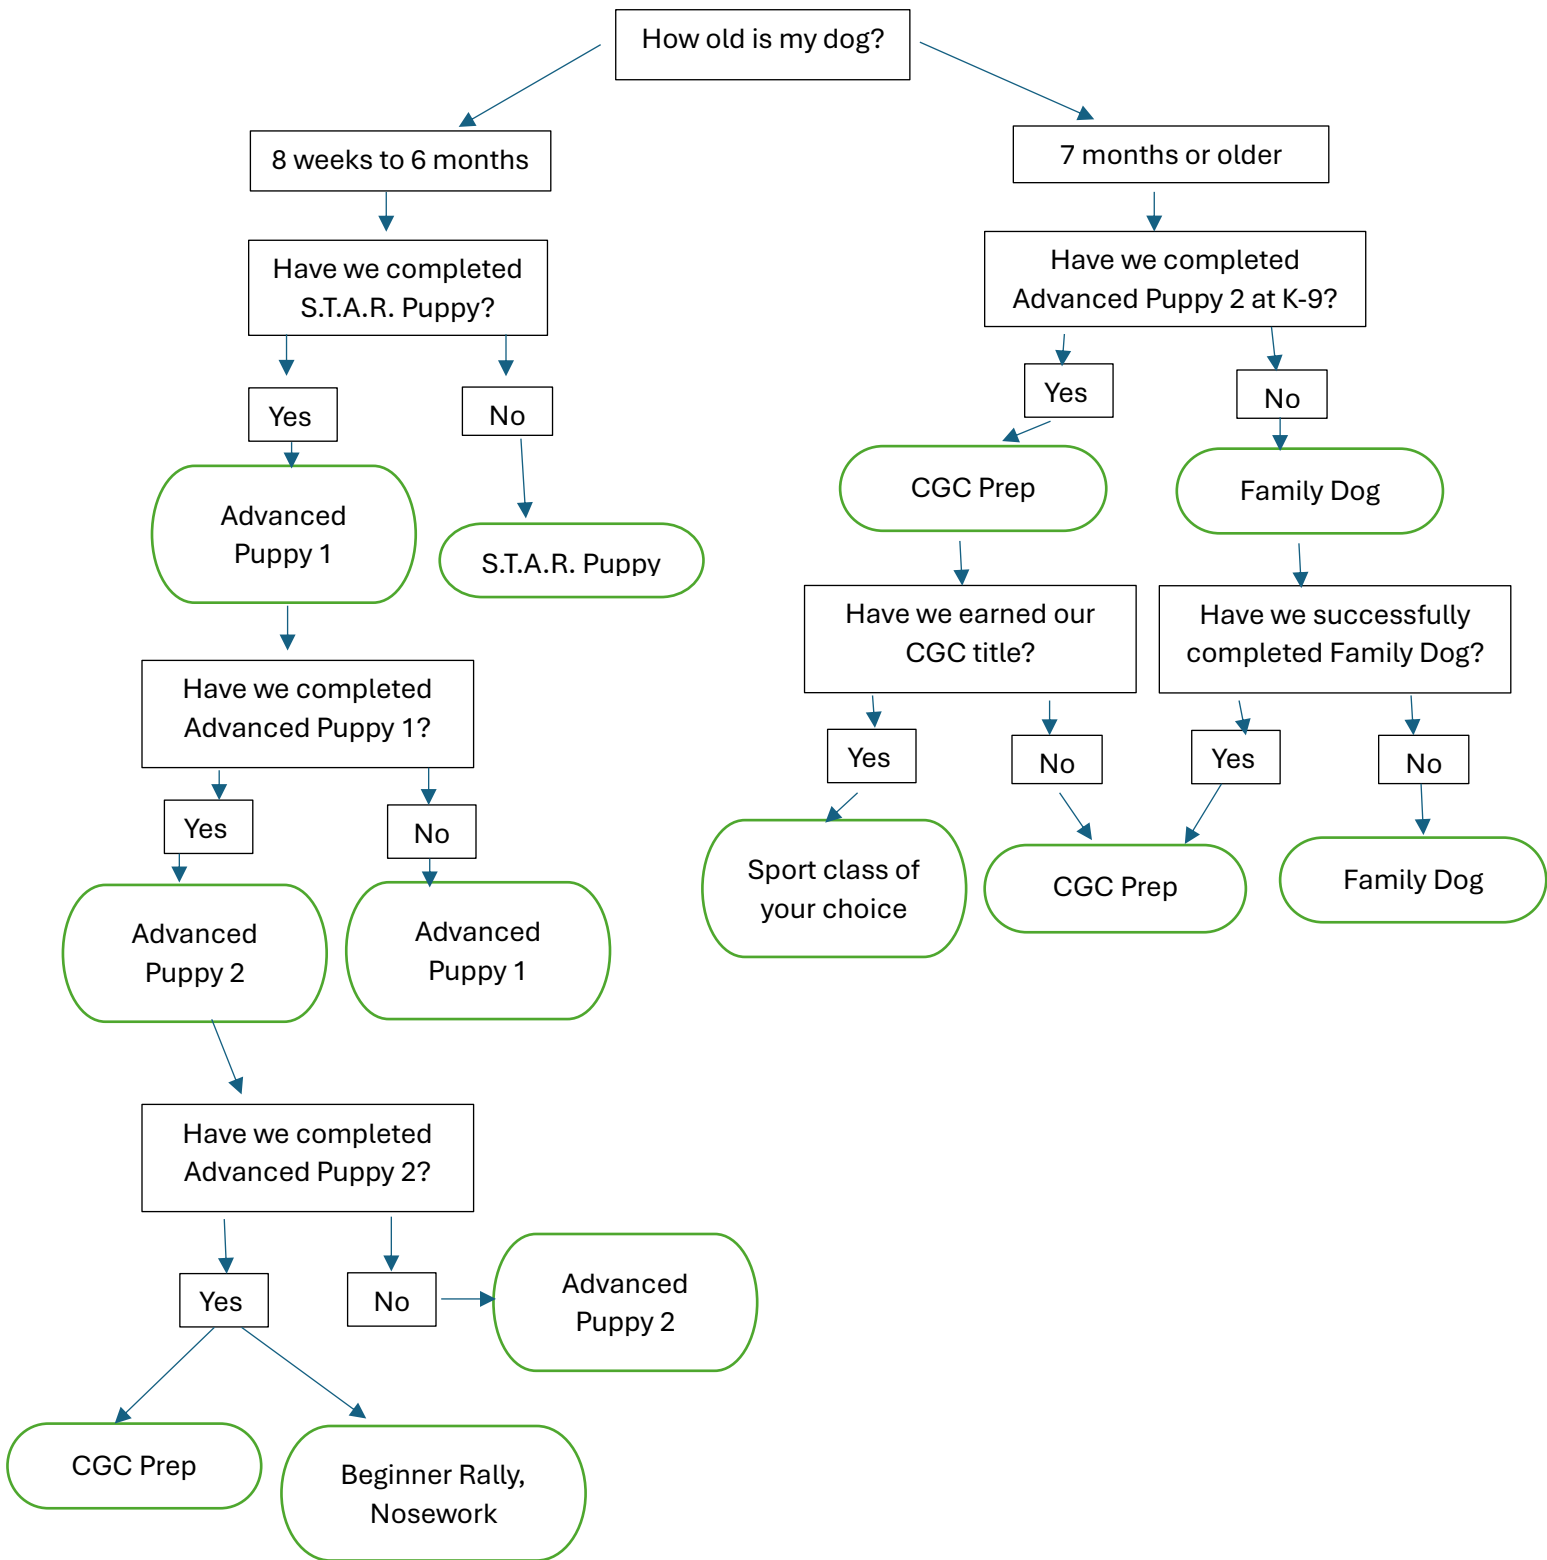 How old is my dog?
8 weeks to 6 months
7 months or older
Have we completed
S.T.A.R. Puppy?
Have we completed
Advanced Puppy 2 at K-9?
Yes
No
Yes
No
Advanced
Puppy 1
S.T.A.R. Puppy
CGC Prep
Family Dog
Have we completed
Advanced Puppy 1?
Have we earned our
CGC title?
Have we successfully
completed Family Dog?
Yes
No
Yes
No
Yes
No
Advanced
Puppy 2
Advanced
Puppy 1
Sport class of
your choice
CGC Prep
Family Dog
Have we completed
Advanced Puppy 2?
Yes
No
Advanced
Puppy 2
CGC Prep
Beginner Rally,
Nosework